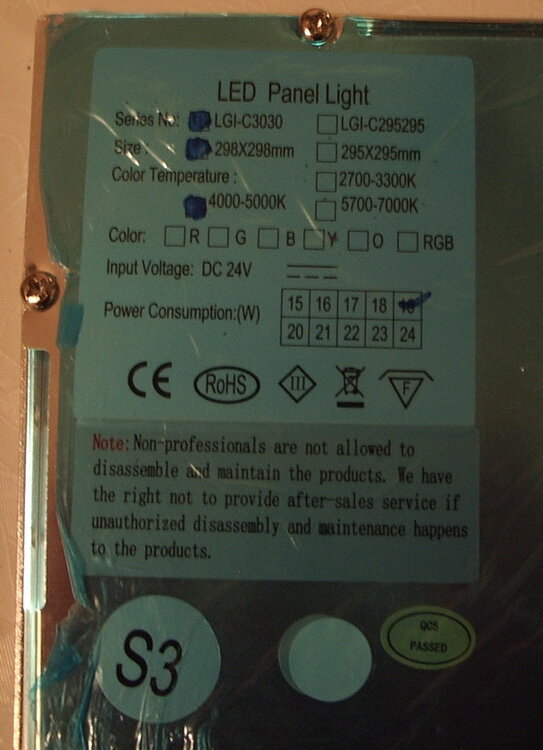 LED Panel Light
Series No: LGI-C3030 LGI-C295295
Size : 298X298mm 295X295mm
Color Temperature : 2700-3300K
4000-5000K 5700-7000K
Color: R G B Y O RGB
Input Voltage: DC 24V
Power Consumption:(W)
15 16 17 18 19
20 21 22 23 24
CE RoHS III F
Note: Non-professionals are not allowed to
disassemble and maintain the products. We have
the right not to provide after-sales service if
unauthorized disassembly and maintenance happens
to the products.
S3
QC5
PASSED